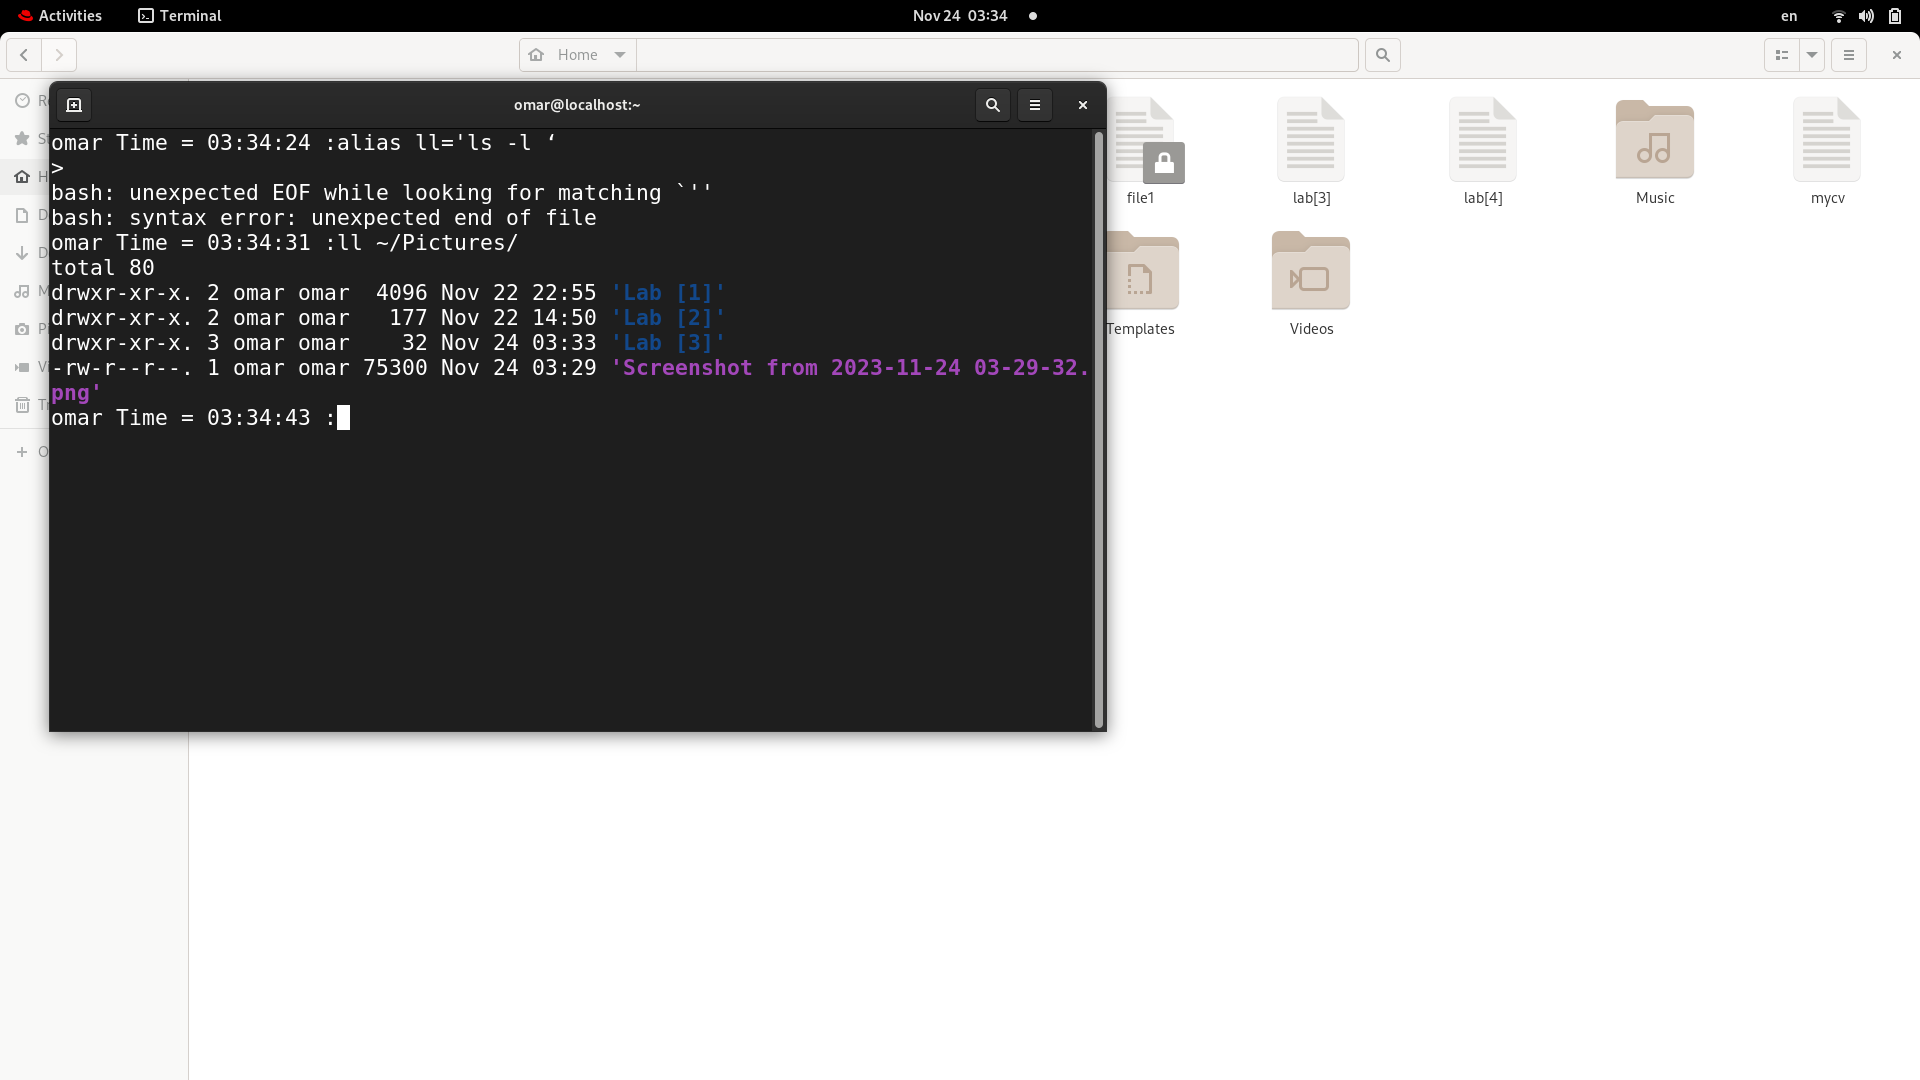 Activities
Terminal
Nov 24 03:34
en
Home
omar@localhost:~
omar Time = 03:34:24 :alias ll='ls -l ‘
>
bash: unexpected EOF while looking for matching `''
bash: syntax error: unexpected end of file
omar Time = 03:34:31 :ll ~/Pictures/
total 80
drwxr-xr-x. 2 omar omar  4096 Nov 22 22:55 'Lab [1]'
drwxr-xr-x. 2 omar omar   177 Nov 22 14:50 'Lab [2]'
drwxr-xr-x. 3 omar omar    32 Nov 24 03:33 'Lab [3]'
-rw-r--r--. 1 omar omar 75300 Nov 24 03:29 'Screenshot from 2023-11-24 03-29-32.
png'
omar Time = 03:34:43 :
file1
lab[3]
lab[4]
Music
mycv
Templates
Videos